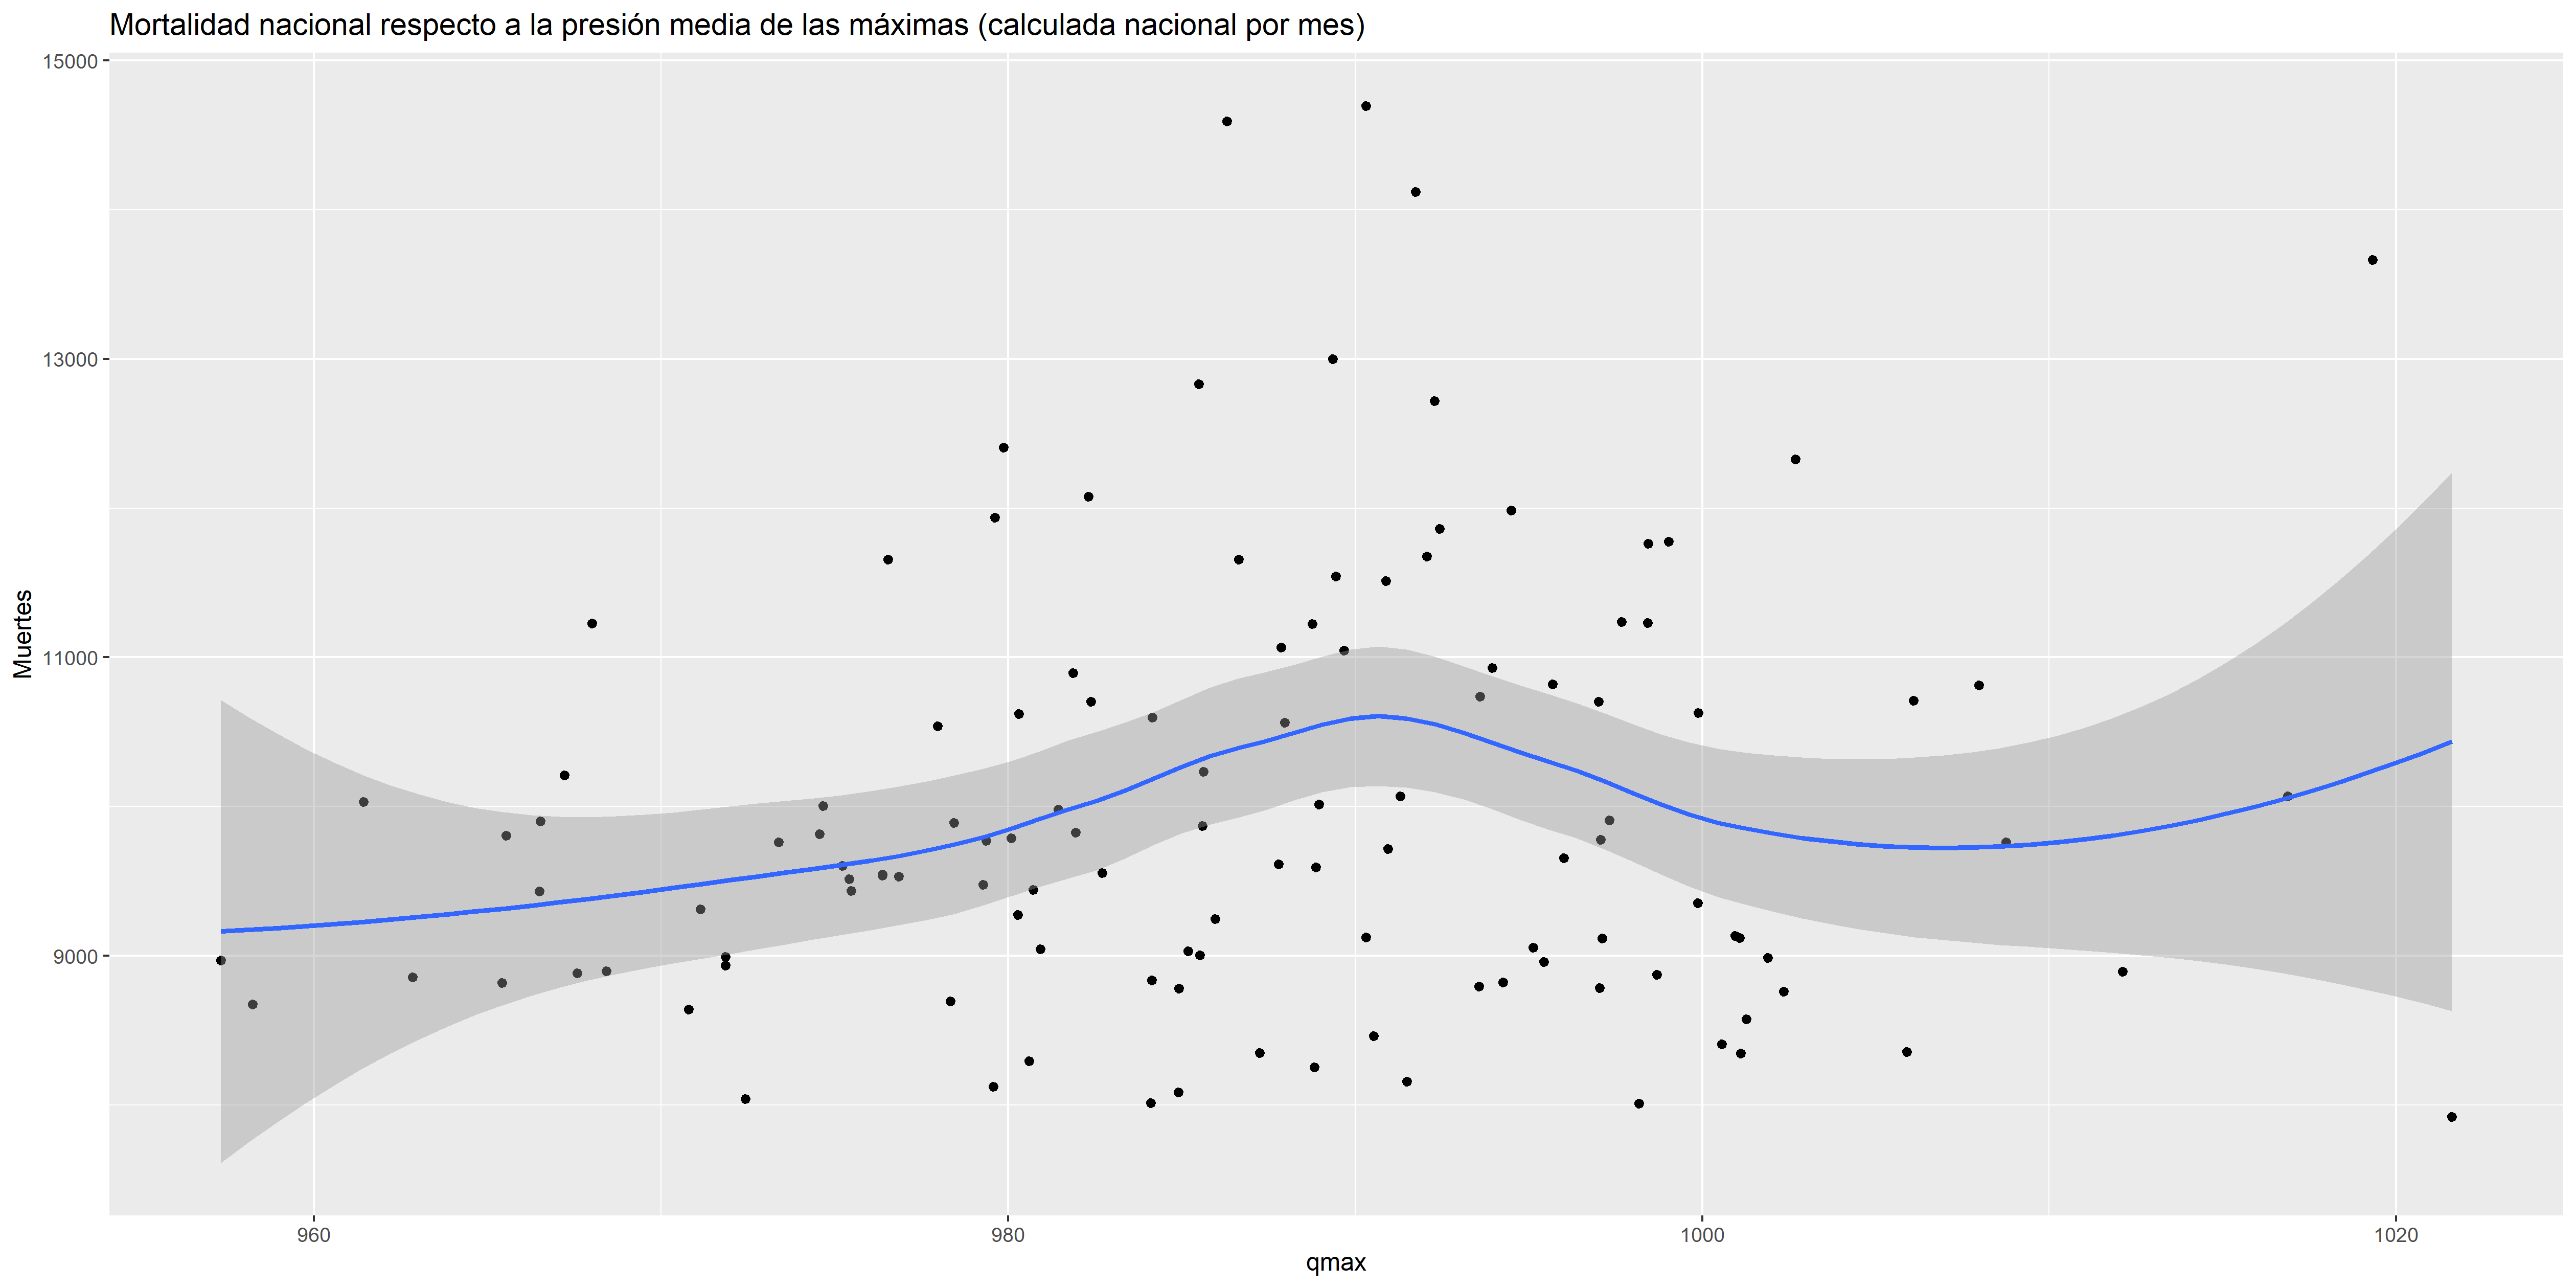 Mortalidad nacional respecto a la presión media de las máximas (calculada nacional por mes)
15000
13000
11000
9000
Muertes
960
980
1000
1020
qmax